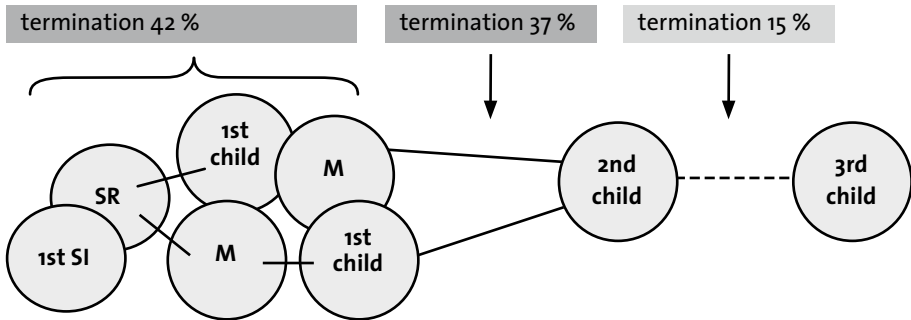 termination 42 %
termination 37 %
termination 15 %
1st
child
M
SR
1st SI
M
1st
child
2nd
child
3rd
child